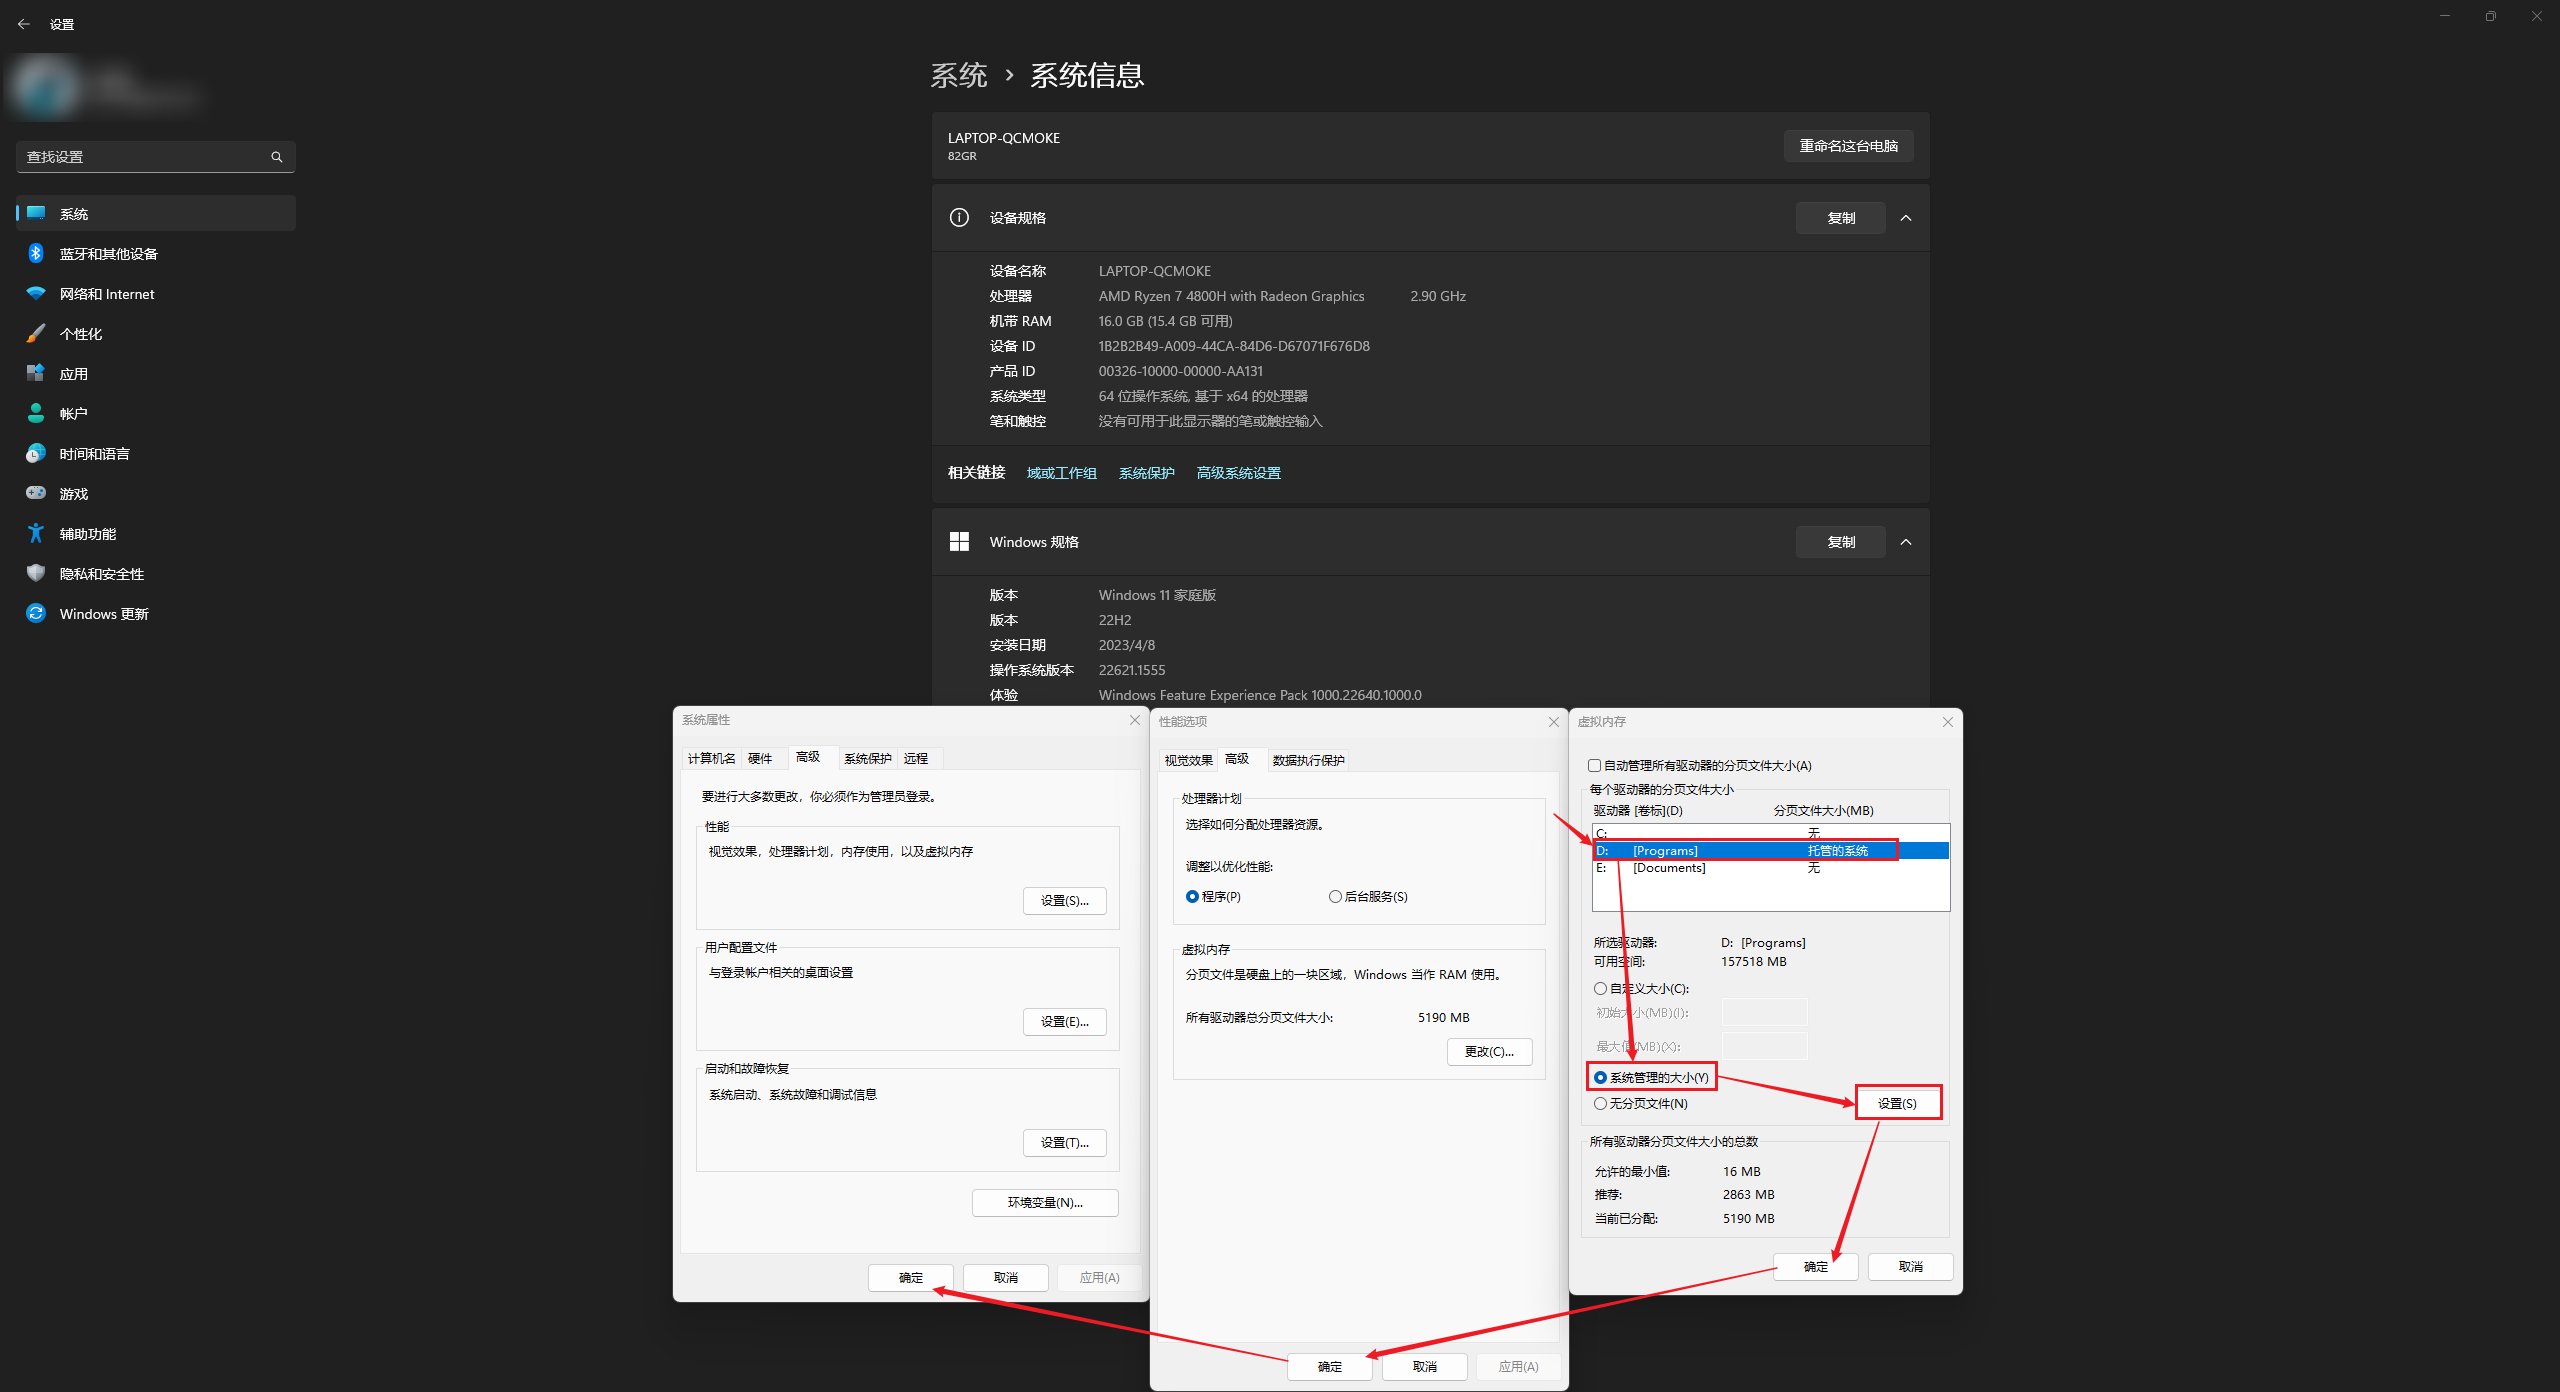 设置
查找设置
系统
蓝牙和其他设备
网络和 Internet
个性化
应用
帐户
时间和语言
游戏
辅助功能
隐私和安全性
Windows 更新
系统 › 系统信息
LAPTOP-QCMOKE
82GR
重命名这台电脑
设备规格
复制
设备名称 LAPTOP-QCMOKE
处理器 AMD Ryzen 7 4800H with Radeon Graphics 2.90 GHz
机带 RAM 16.0 GB (15.4 GB 可用)
设备 ID 1B2B2B49-A009-44CA-84D6-D67071F676D8
产品 ID 00326-10000-00000-AA131
系统类型 64 位操作系统, 基于 x64 的处理器
笔和触控 没有可用于此显示器的笔或触控输入
相关链接 域或工作组 系统保护 高级系统设置
Windows 规格
复制
版本 Windows 11 家庭版
版本 22H2
安装日期 2023/4/8
操作系统版本 22621.1555
体验 Windows Feature Experience Pack 1000.22640.1000.0
系统属性
计算机名 硬件 高级 系统保护 远程
要进行大多数更改，你必须作为管理员登录。
性能
视觉效果，处理器计划，内存使用，以及虚拟内存
设置(S)...
用户配置文件
与登录帐户相关的桌面设置
设置(E)...
启动和故障恢复
系统启动、系统故障和调试信息
设置(T)...
环境变量(N)...
确定 取消 应用(A)
性能选项
视觉效果 高级 数据执行保护
处理器计划
选择如何分配处理器资源。
调整以优化性能:
程序(P) 后台服务(S)
虚拟内存
分页文件是硬盘上的一块区域，Windows 当作 RAM 使用。
所有驱动器总分页文件大小: 5190 MB
更改(C)...
确定 取消 应用(A)
虚拟内存
自动管理所有驱动器的分页文件大小(A)
每个驱动器的分页文件大小
驱动器 [卷标](D) 分页文件大小(MB)
C: 无
D: [Programs] 托管的系统
E: [Documents] 无
所选驱动器: D: [Programs]
可用空间: 157518 MB
自定义大小(C):
初始大小(MB)(I):
最大值(MB)(X):
系统管理的大小(Y)
无分页文件(N)
设置(S)
所有驱动器分页文件大小的总数
允许的最小值: 16 MB
推荐: 2863 MB
当前已分配: 5190 MB
确定 取消